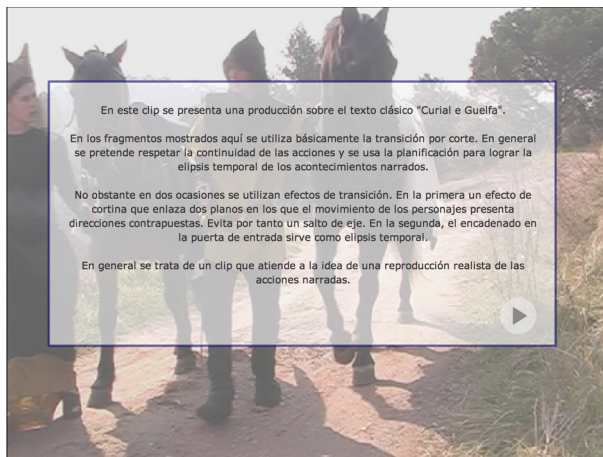 En este clip se presenta una producción sobre el texto clásico "Curial e Guelfa".
En los fragmentos mostrados aquí se utiliza básicamente la transición por corte. En general
se pretende respetar la continuidad de las acciones y se usa la planificación para lograr la
elipsis temporal de los acontecimientos narrados.
No obstante en dos ocasiones se utilizan efectos de transición. En la primera un efecto de
cortina que enlaza dos planos en los que el movimiento de los personajes presenta
direcciones contrapuestas. Evita por tanto un salto de eje. En la segunda, el encadenado en
la puerta de entrada sirve como elipsis temporal.
En general se trata de un clip que atiende a la idea de una reproducción realista de las
acciones narradas.